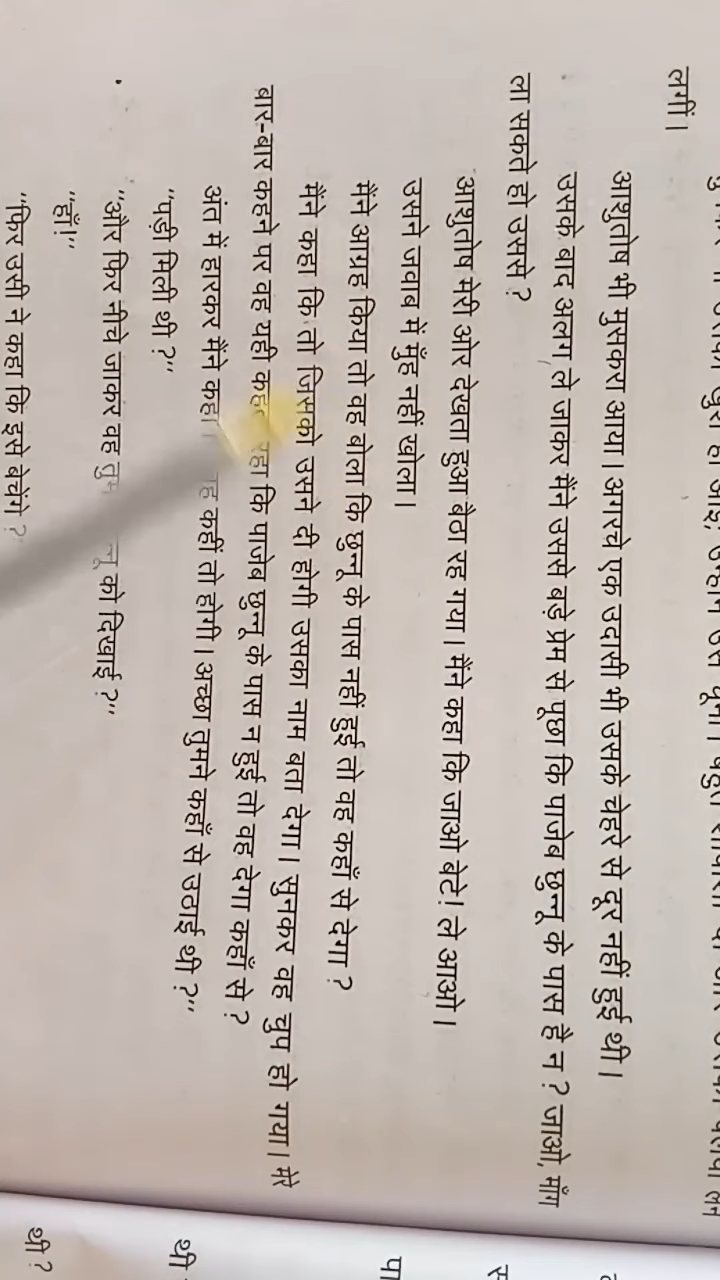 लगीं।
आशुतोष भी मुसकरा आया। अगरचे एक उदासी भी उसके चेहरे से दूर नहीं हुई थी।
उसके बाद अलग ले जाकर मैंने उससे बड़े प्रेम से पूछा कि पाजेब छुन्नू के पास है न? जाओ, माँग
ला सकते हो उससे?
आशुतोष मेरी ओर देखता हुआ बैठा रह गया। मैंने कहा कि जाओ बेटे! ले आओ।
उसने जवाब में मुँह नहीं खोला।
मैंने आग्रह किया तो वह बोला कि छुन्नू के पास नहीं हुई तो वह कहाँ से देगा?
मैंने कहा कि तो जिसको उसने दी होगी उसका नाम बता देगा। सुनकर वह चुप हो गया। मेरे
बार-बार कहने पर वह यही कि पाजेब छुन्नू के पास न हुई तो वह देगा कहाँ से?
अंत में हारकर मैंने कहा कहीं तो होगी। अच्छा तुमने कहाँ से उठाई थी?"
"पड़ी मिली थी?"
"और फिर नीचे जाकर वह को दिखाई?"
"हाँ!"
"फिर उसी ने कहा कि इसे बेचेंगे?
थी
थी?
पा